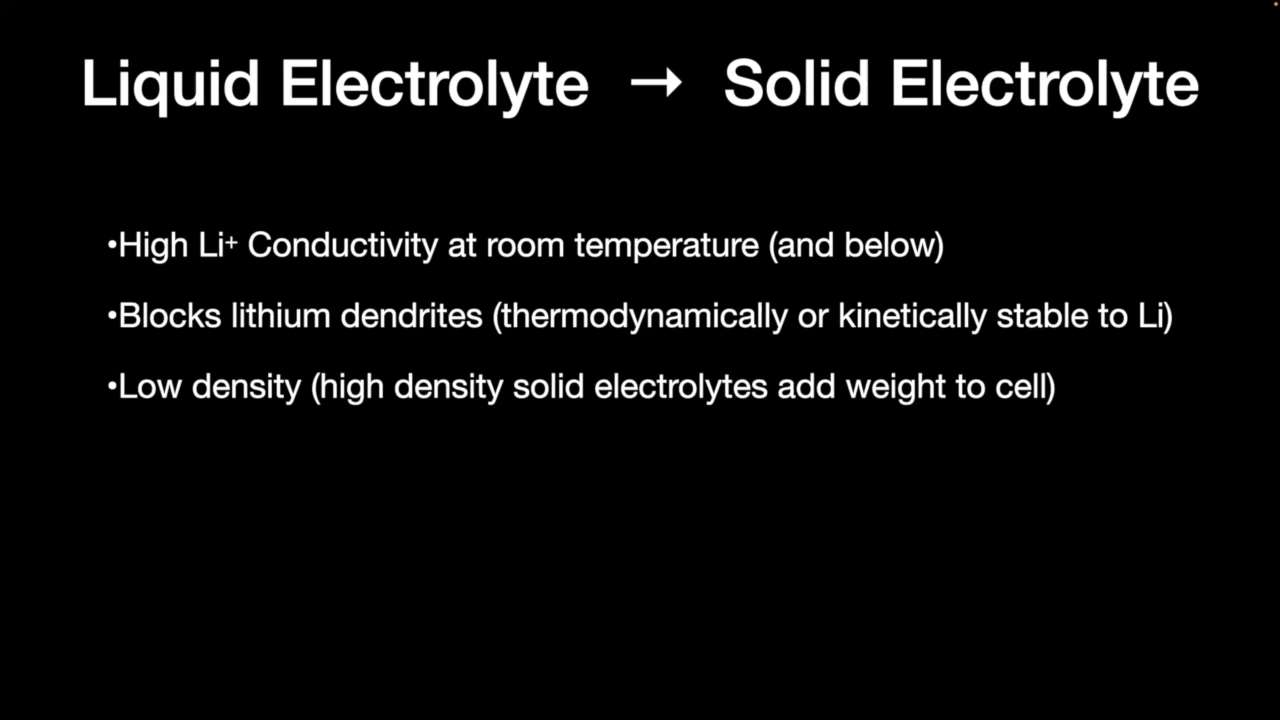 Liquid Electrolyte → Solid Electrolyte
•High Li⁺ Conductivity at room temperature (and below)
•Blocks lithium dendrites (thermodynamically or kinetically stable to Li)
•Low density (high density solid electrolytes add weight to cell)